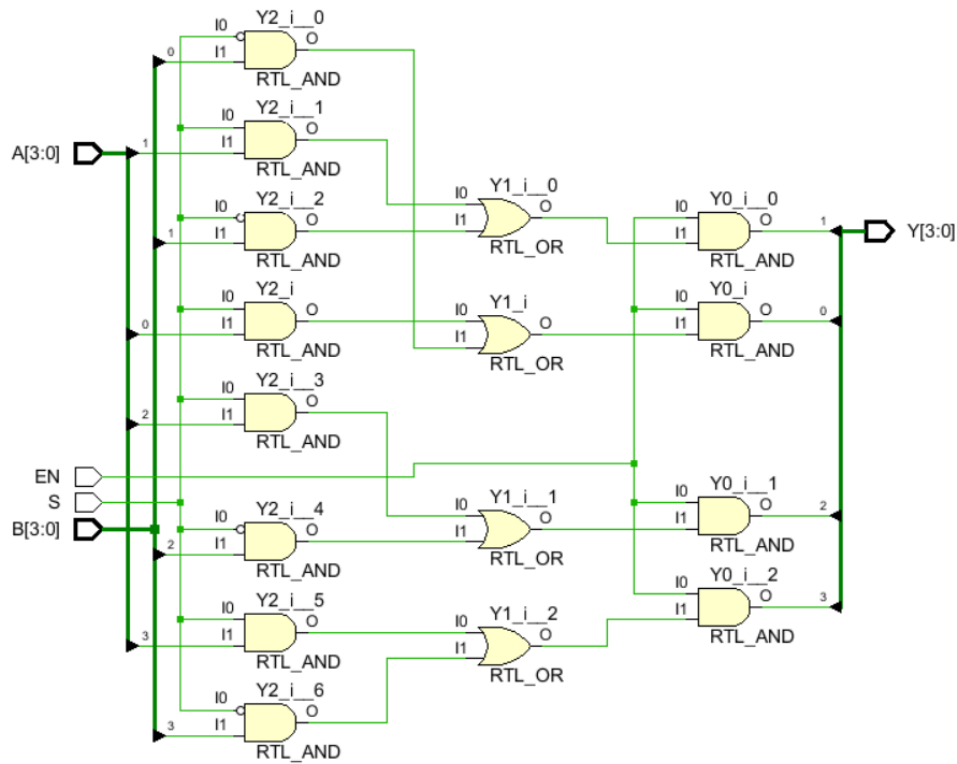 Y2_i__0
I0
O
0
I1
RTL_AND
Y2_i__1
I0
O
A[3:0]
1
I1
RTL_AND
Y2_i__2
I0
O
1
I1
RTL_AND
Y1_i__0
I0
O
I1
RTL_OR
Y0_i__0
I0
O
I1
RTL_AND
1
Y[3:0]
Y2_i
I0
O
0
I1
RTL_AND
Y1_i
I0
O
I1
RTL_OR
Y0_i
I0
O
I1
RTL_AND
0
Y2_i__3
I0
O
2
I1
RTL_AND
EN
S
B[3:0]
Y2_i__4
I0
O
2
I1
RTL_AND
Y1_i__1
I0
O
I1
RTL_OR
Y0_i__1
I0
O
I1
RTL_AND
2
Y2_i__5
I0
O
3
I1
RTL_AND
Y1_i__2
I0
O
I1
RTL_OR
Y0_i__2
I0
O
I1
RTL_AND
3
Y2_i__6
I0
O
3
I1
RTL_AND